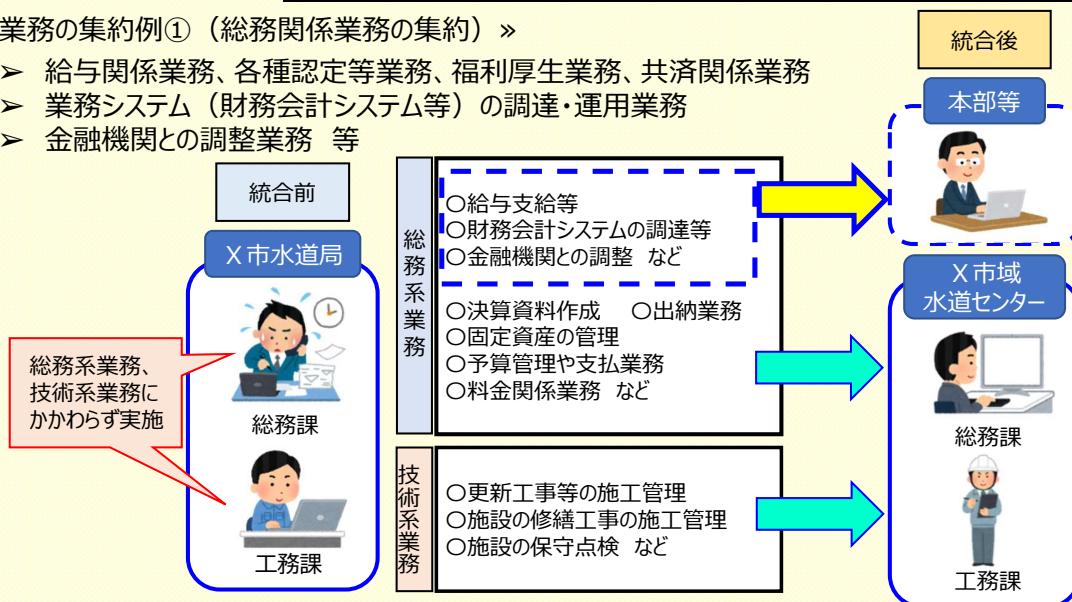 業務の集約例①（総務関係業務の集約）»
➢ 給与関係業務、各種認定等業務、福利厚生業務、共済関係業務
➢ 業務システム（財務会計システム等）の調達・運用業務
➢ 金融機関との調整業務 等
統合前
X市水道局
総務課
工務課
総務系業務、
技術系業務に
かかわらず実施
総務系業務
〇給与支給等
〇財務会計システムの調達等
〇金融機関との調整 など
〇決算資料作成 〇出納業務
〇固定資産の管理
〇予算管理や支払業務
〇料金関係業務 など
技術系業務
〇更新工事等の施工管理
〇施設の修繕工事の施工管理
〇施設の保守点検 など
統合後
本部等
X市域
水道センター
総務課
工務課